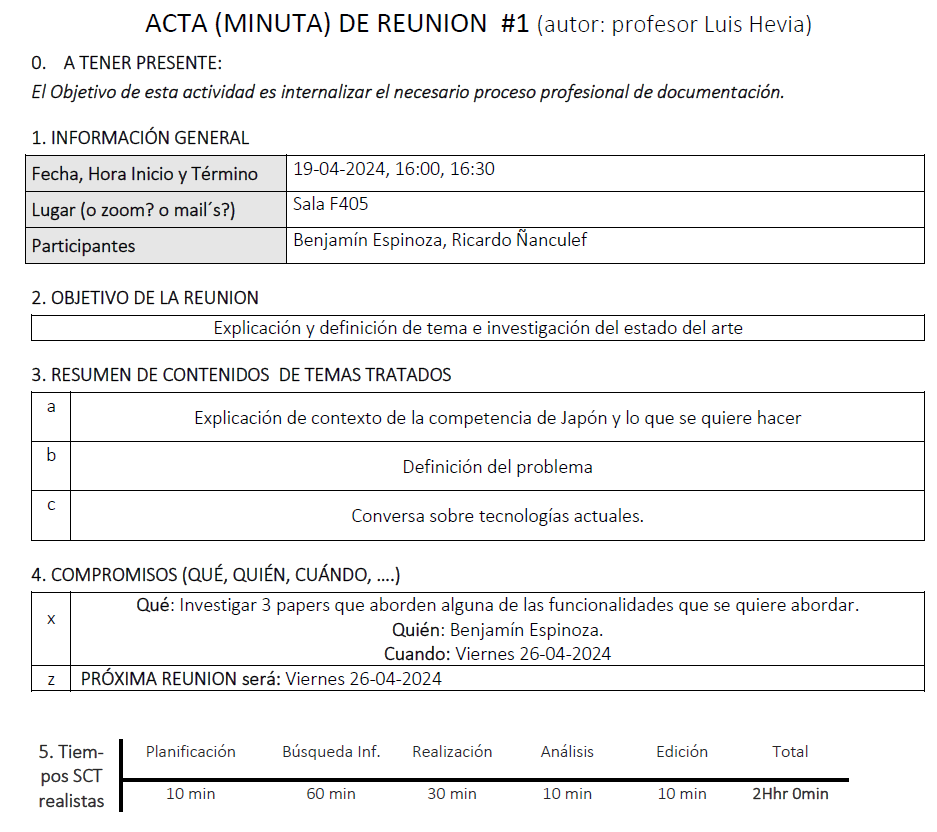 ACTA (MINUTA) DE REUNION #1 (autor: profesor Luis Hevia)
0. A TENER PRESENTE:
El Objetivo de esta actividad es internalizar el necesario proceso profesional de documentación.
1. INFORMACIÓN GENERAL
Fecha, Hora Inicio y Término 19-04-2024, 16:00, 16:30
Lugar (o zoom? o mail´s?) Sala F405
Participantes Benjamín Espinoza, Ricardo Ñanculef
2. OBJETIVO DE LA REUNION
Explicación y definición de tema e investigación del estado del arte
3. RESUMEN DE CONTENIDOS DE TEMAS TRATADOS
a Explicación de contexto de la competencia de Japón y lo que se quiere hacer
b Definición del problema
c Conversa sobre tecnologías actuales.
4. COMPROMISOS (QUÉ, QUIÉN, CUÁNDO, ....)
x Qué: Investigar 3 papers que aborden alguna de las funcionalidades que se quiere abordar.
Quién: Benjamín Espinoza.
Cuando: Viernes 26-04-2024
z PRÓXIMA REUNION será: Viernes 26-04-2024
5. Tiem-
pos SCT
realistas
Planificación Búsqueda Inf. Realización Análisis Edición Total
10 min 60 min 30 min 10 min 10 min 2Hhr 0min